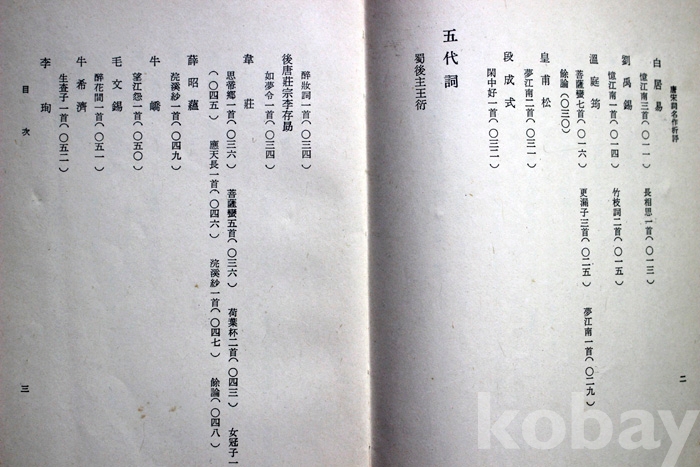 唐宋詞名作析評
白居易
憶江南三首(〇一一)　長相思一首(〇一三)
劉禹錫
憶江南一首(〇一四)　竹枝詞二首(〇一五)
溫庭筠
菩薩蠻七首(〇一六)　更漏子三首(〇二五)　夢江南一首(〇二九)
餘論(〇三〇)
皇甫松
夢江南二首(〇三一)
段成式
閑中好一首(〇三二)
五代詞
蜀後主王衍
二
醉妝詞一首(〇三四)
後唐莊宗李存勗
如夢令一首(〇三四)
韋莊
思帝鄉一首(〇三六)　菩薩蠻五首(〇三六)　荷葉杯二首(〇四三)　女冠子一
(〇四五)　應天長一首(〇四六)　浣溪紗一首(〇四七)　餘論(〇四八)
薛昭蘊
浣溪紗一首(〇四九)
牛嶠
望江怨一首(〇五〇)
毛文錫
醉花間一首(〇五一)
牛希濟
生查子一首(〇五二)
李珣
目次
三
kobay